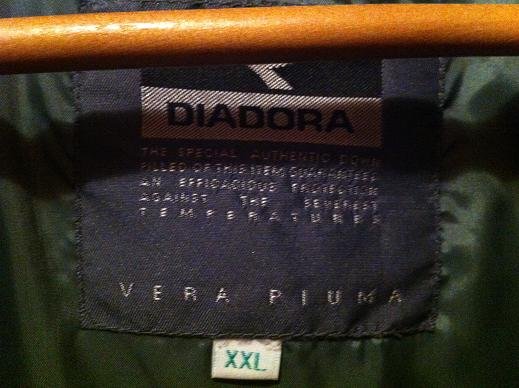 DIADORA
THE SPECIAL AUTHENTIC DOWN
FILLED OF THIS ITEM GUARANTEES
AN EFFICACIOUS PROTECTION
AGAINST THE SEVEREST
TEMPERATURES
VERA PIUMA
XXL